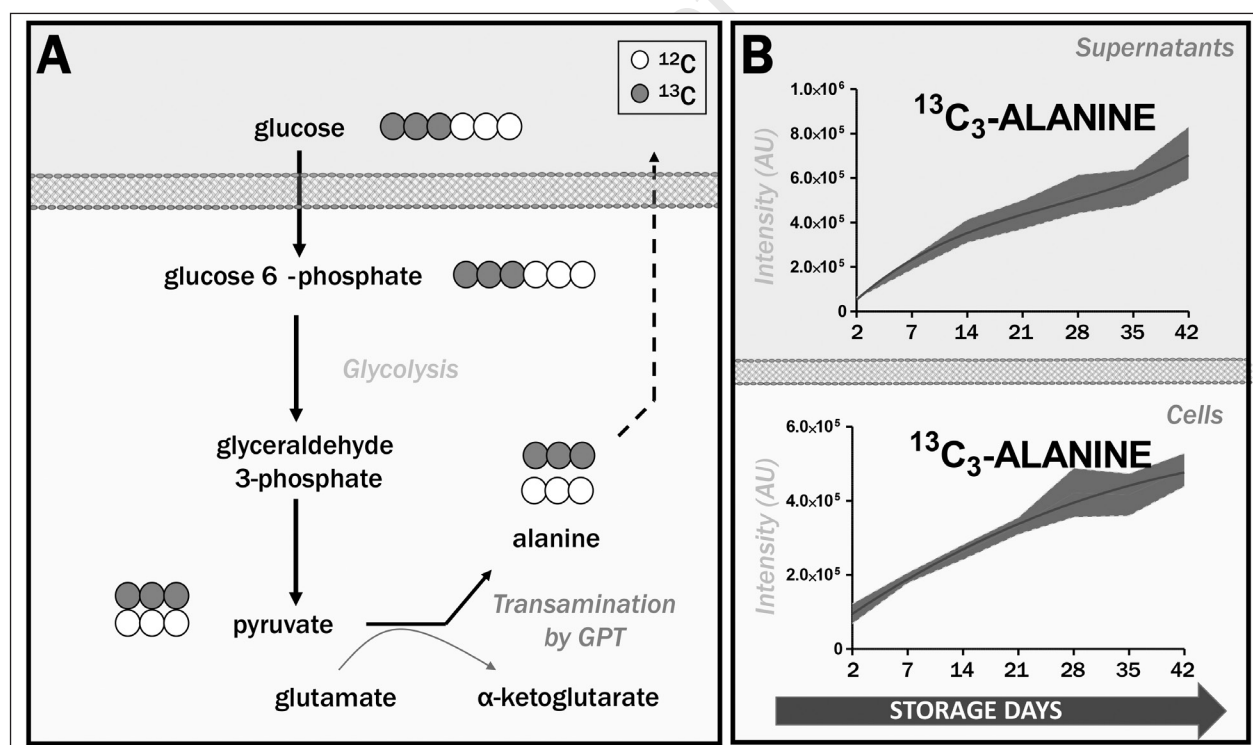 A
¹²C
¹³C
glucose
glucose 6 -phosphate
Glycolysis
glyceraldehyde
3-phosphate
alanine
pyruvate
Transamination
by GPT
glutamate
α-ketoglutarate
B
Supernatants
¹³C₃-ALANINE
Intensity (AU)
1.0×10⁶
8.0×10⁵
6.0×10⁵
4.0×10⁵
2.0×10⁵
0
2 7 14 21 28 35 42
Cells
¹³C₃-ALANINE
Intensity (AU)
6.0×10⁵
4.0×10⁵
2.0×10⁵
0
2 7 14 21 28 35 42
STORAGE DAYS